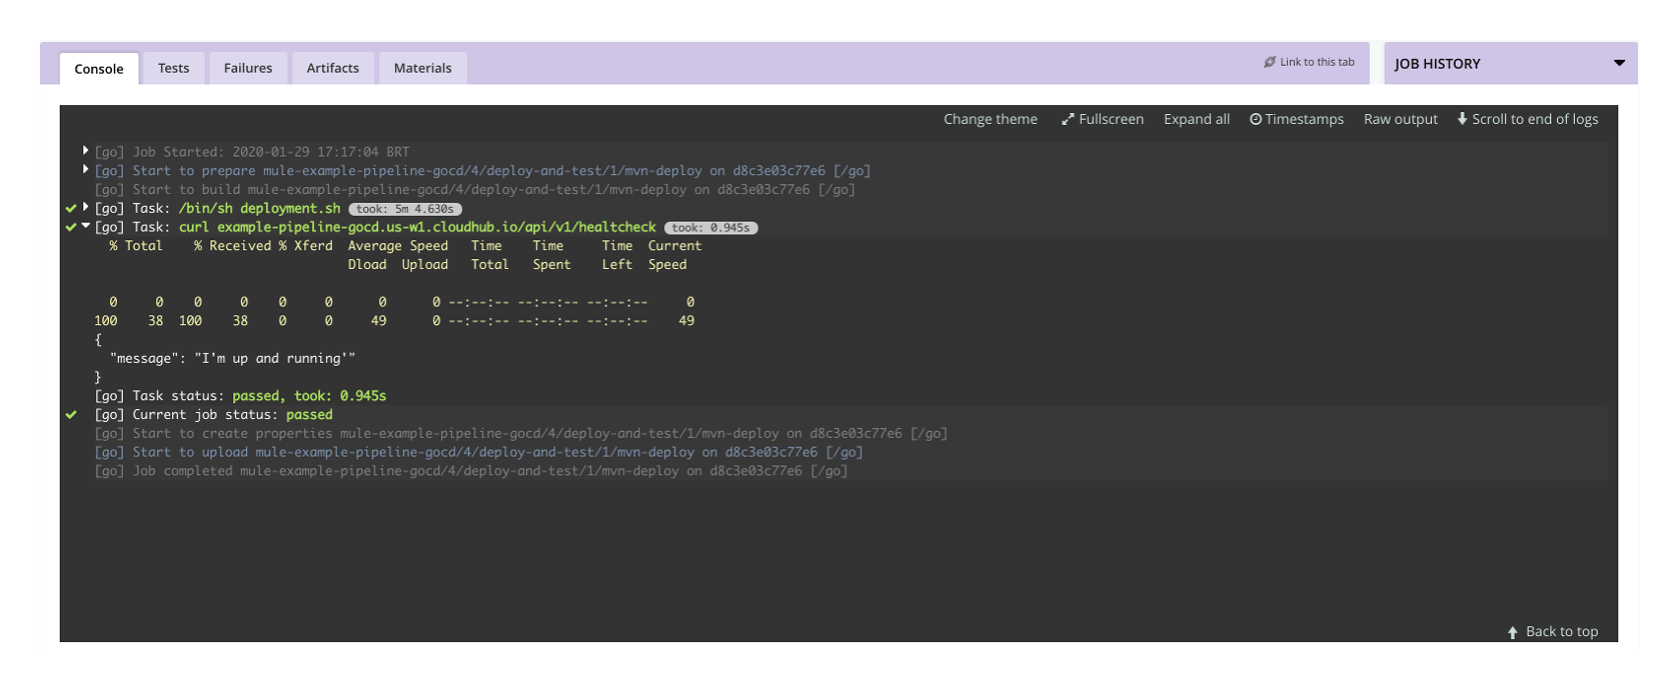 Console Tests Failures Artifacts Materials Link to this tab JOB HISTORY
Change theme Fullscreen Expand all Timestamps Raw output Scroll to end of logs
[go] Job Started: 2020-01-29 17:17:04 BRT
[go] Start to prepare mule-example-pipeline-gocd/4/deploy-and-test/1/mvn-deploy on d8c3e03c77e6 [/go]
[go] Start to build mule-example-pipeline-gocd/4/deploy-and-test/1/mvn-deploy on d8c3e03c77e6 [/go]
[go] Task: /bin/sh deployment.sh took: 5m 4.630s
[go] Task: curl example-pipeline-gocd.us-w1.cloudhub.io/api/v1/healtcheck took: 0.945s
% Total % Received % Xferd Average Speed Time Time Time Current
Dload Upload Total Spent Left Speed
0 0 0 0 0 0 0 0 --:--:-- --:--:-- --:--:-- 0
100 38 100 38 0 0 49 0 --:--:-- --:--:-- --:--:-- 49
{
"message": "I'm up and running'"
}
[go] Task status: passed, took: 0.945s
[go] Current job status: passed
[go] Start to create properties mule-example-pipeline-gocd/4/deploy-and-test/1/mvn-deploy on d8c3e03c77e6 [/go]
[go] Start to upload mule-example-pipeline-gocd/4/deploy-and-test/1/mvn-deploy on d8c3e03c77e6 [/go]
[go] Job completed mule-example-pipeline-gocd/4/deploy-and-test/1/mvn-deploy on d8c3e03c77e6 [/go]
Back to top